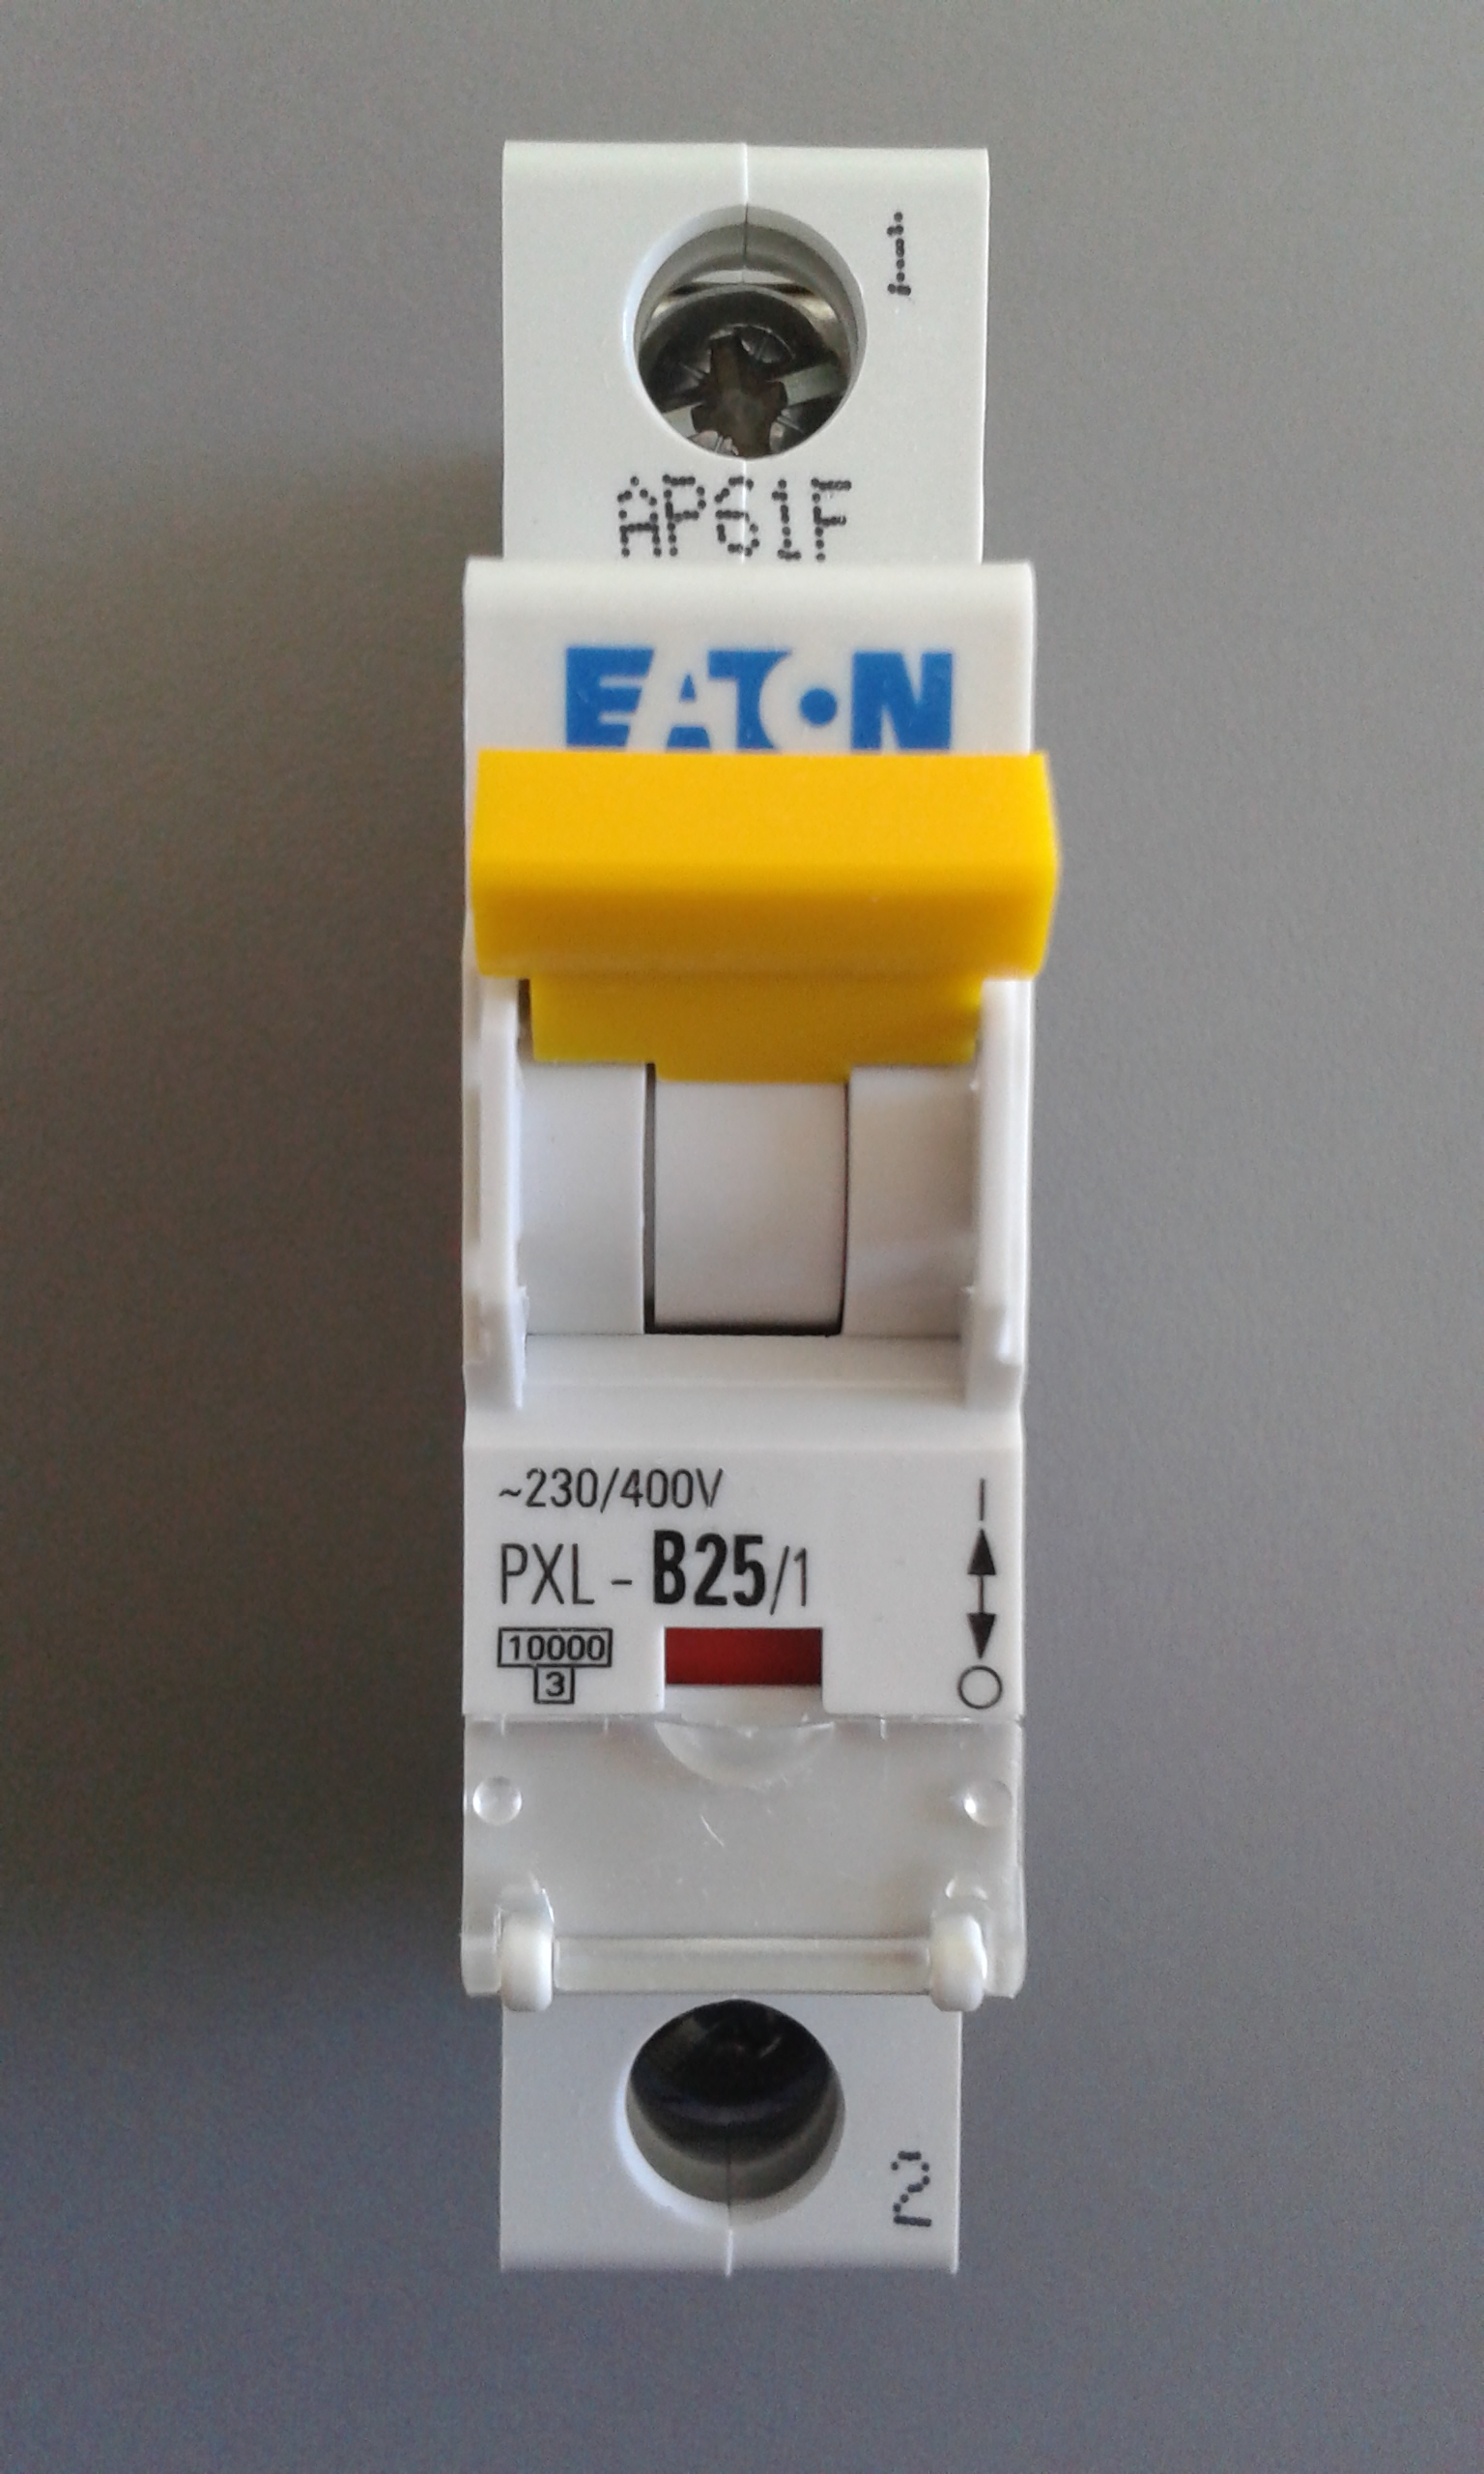 1
AP61F
EATON
~230/400V
PXL - B25/1
10000
3
I
O
2